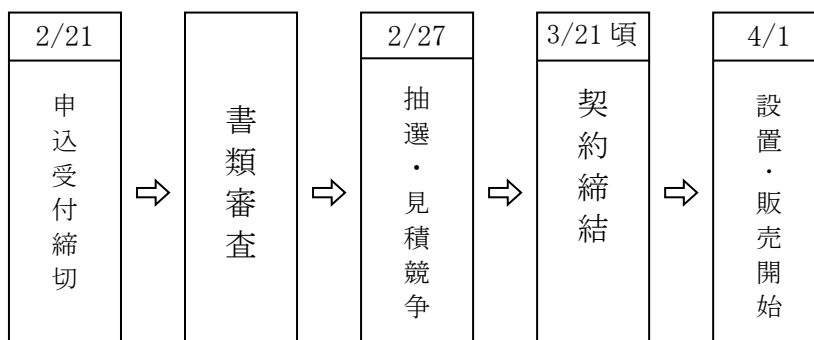 2/21
申込受付締切
⇨
書類審査
⇨
2/27
抽選・見積競争
⇨
3/21頃
契約締結
⇨
4/1
設置・販売開始